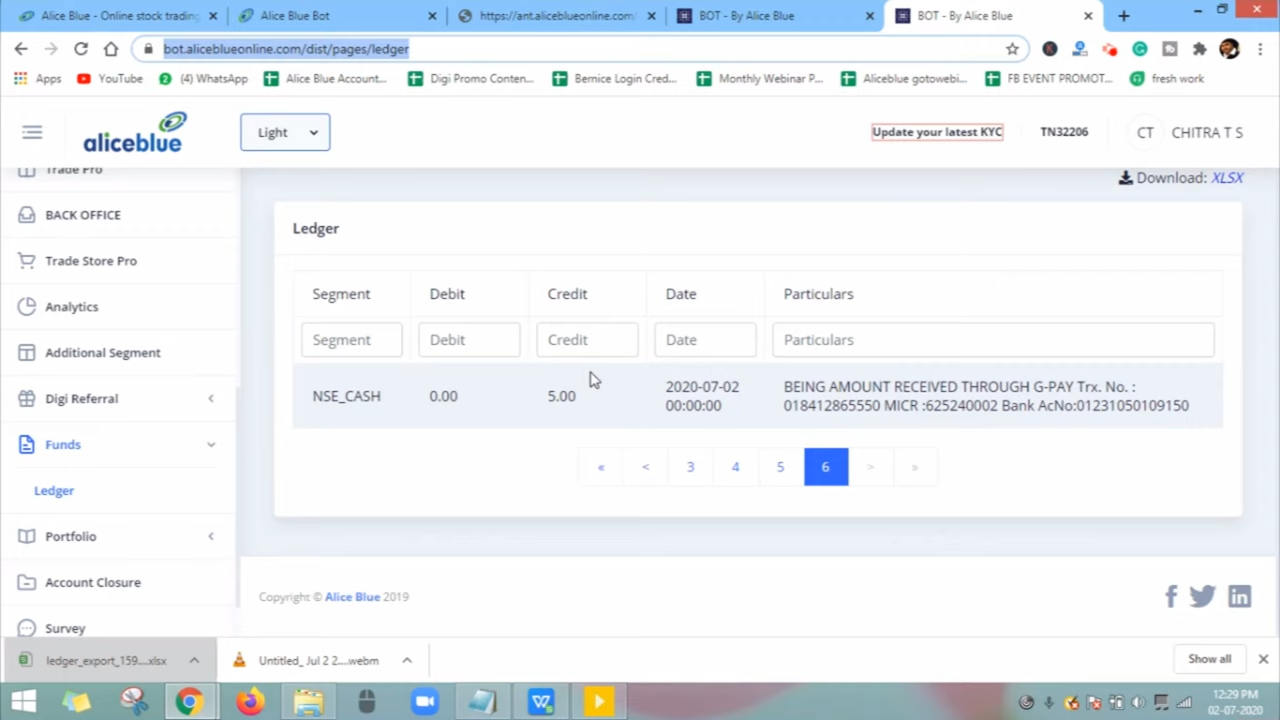 Alice Blue - Online stock trading
Alice Blue Bot
https://ant.aliceblueonline.com/
BOT - By Alice Blue
BOT - By Alice Blue
bot.aliceblueonline.com/dist/pages/ledger
Apps
YouTube
(4) WhatsApp
Alice Blue Account...
Digi Promo Conten...
Bernice Login Cred...
Monthly Webinar P...
Aliceblue gotowebi...
FB EVENT PROMOT...
fresh work
aliceblue
Light
Update your latest KYC
TN32206
CT
CHITRA T S
Trade Pro
BACK OFFICE
Trade Store Pro
Analytics
Additional Segment
Digi Referral
Funds
Ledger
Portfolio
Account Closure
Survey
Download: XLSX
Ledger
Segment Debit Credit Date Particulars
Segment Debit Credit Date Particulars
NSE_CASH 0.00 5.00 2020-07-02
00:00:00
BEING AMOUNT RECEIVED THROUGH G-PAY Trx. No. :
018412865550 MICR :625240002 Bank AcNo:01231050109150
« < 3 4 5 6 > »
Copyright © Alice Blue 2019
ledger_export_159....xlsx
Untitled_ Jul 2 2....webm
Show all
12:29 PM
02-07-2020